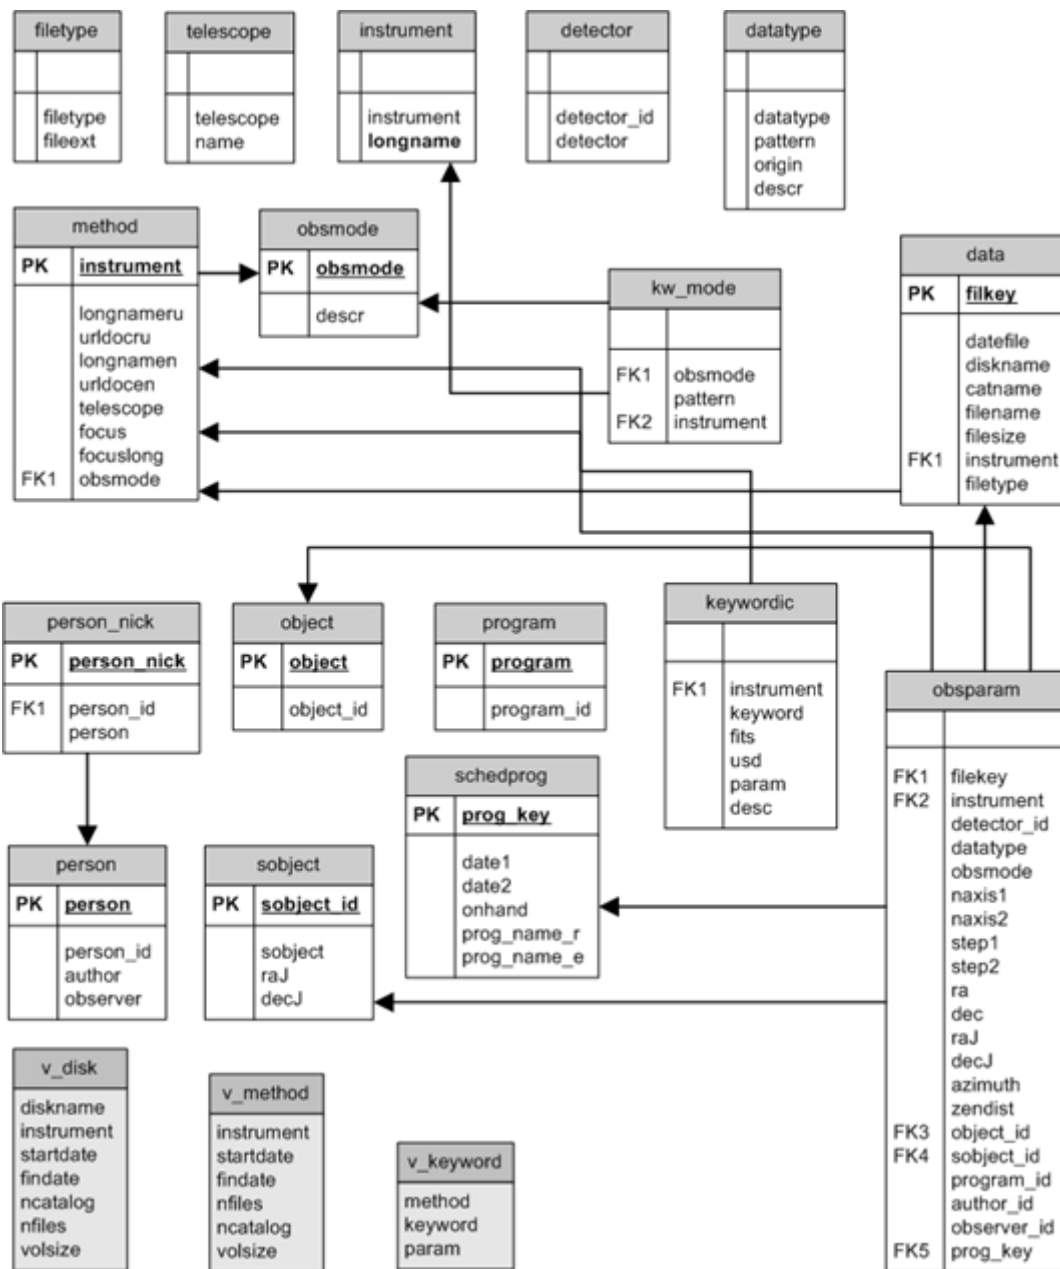 filetype
filetype
fileext
telescope
telescope
name
instrument
instrument
longname
detector
detector_id
detector
datatype
datatype
pattern
origin
descr
method
PK instrument
longnameru
urldocru
longnamen
urldocen
telescope
focus
focuslong
FK1 obsmode
obsmode
PK obsmode
descr
kw_mode
FK1 obsmode
pattern
FK2 instrument
data
PK filkey
datefile
diskname
catname
filename
filesize
FK1 instrument
filetype
person_nick
PK person_nick
FK1 person_id
person
object
PK object
object_id
program
PK program
program_id
keywordic
FK1 instrument
keyword
fits
usd
param
desc
obsparam
FK1 filekey
FK2 instrument
detector_id
datatype
obsmode
naxis1
naxis2
step1
step2
ra
dec
raJ
decJ
azimuth
zendist
FK3 object_id
FK4 sobject_id
program_id
author_id
observer_id
FK5 prog_key
schedprog
PK prog_key
date1
date2
onhand
prog_name_r
prog_name_e
person
PK person
person_id
author
observer
sobject
PK sobject_id
sobject
raJ
decJ
v_disk
diskname
instrument
startdate
findate
ncatalog
nfiles
volsize
v_method
instrument
startdate
findate
nfiles
ncatalog
volsize
v_keyword
method
keyword
param